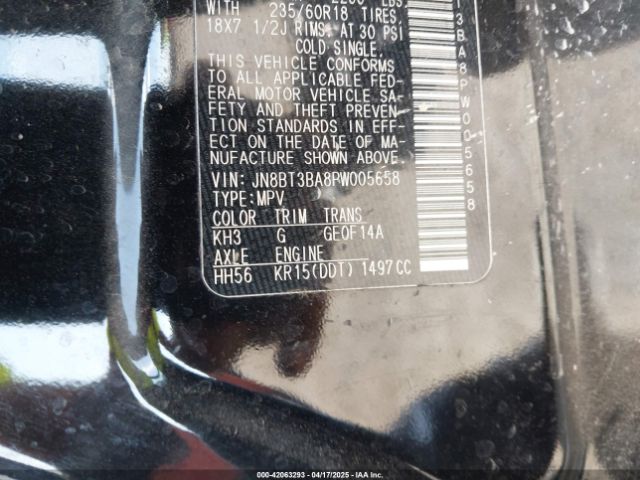 WITH 235/60R18 TIRES,
18X7 1/2J RIMS, AT 30 PSI
COLD SINGLE,
THIS VEHICLE CONFORMS
TO ALL APPLICABLE FED-
ERAL MOTOR VEHICLE SA-
FETY AND THEFT PREVEN-
TION STANDARDS IN EFF-
ECT ON THE DATE OF MA-
NUFACTURE SHOWN ABOVE.
VIN: JN8BT3BA8PW005658
TYPE:MPV
COLOR TRIM TRANS
KH3 G GE0F14A
AXLE ENGINE
HH56 KR15(DDT) 1497CC
T3BA8PW005658
000-42063293 - 04/17/2025 - IAAI.COM